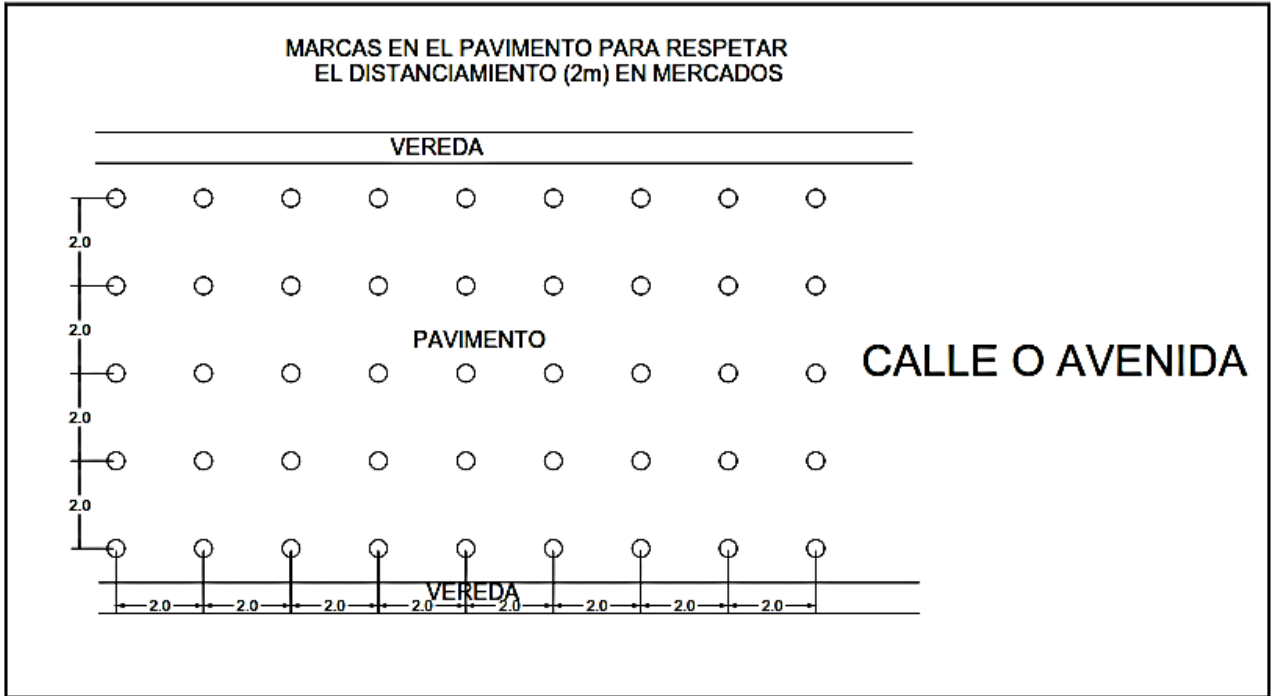 MARCAS EN EL PAVIMENTO PARA RESPETAR
EL DISTANCIAMIENTO (2m) EN MERCADOS
VEREDA
2.0
2.0
PAVIMENTO
CALLE O AVENIDA
2.0
2.0
VEREDA
2.0 2.0 2.0 2.0 2.0 2.0 2.0 2.0